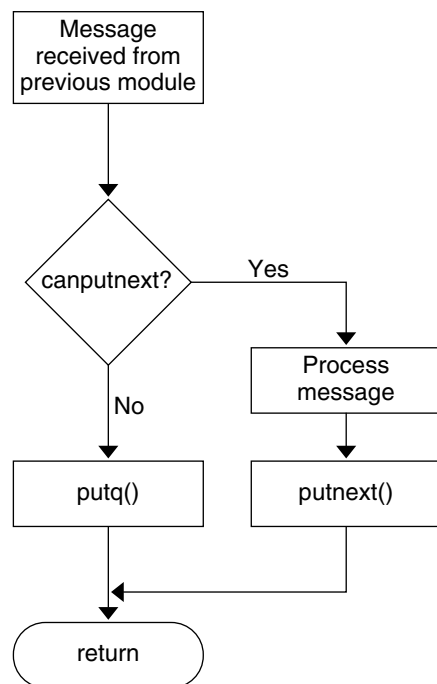 Message
received from
previous module
canputnext?
Yes
Process
message
No
putq()
putnext()
return